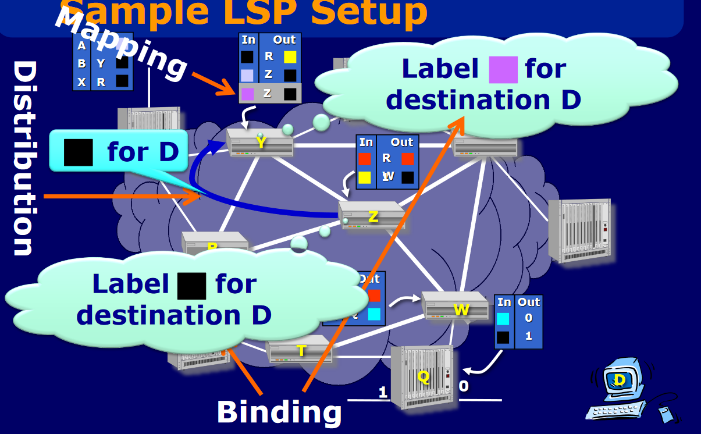 Sample LSP Setup
Mapping
Distribution
A
B Y
X R
In Out
R
Z
Z
Label for
destination D
for D
Y
In Out
R
W
Z
Label for
destination D
Out
W
In Out
0
1
T
Q
1
0
D
Binding